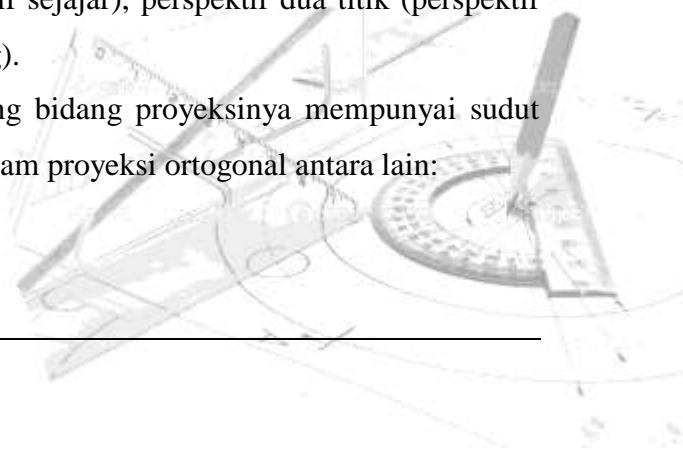 sejajar), perspektif dua titik (perspektif
).
ng bidang proyeksinya mempunyai sudut
am proyeksi ortogonal antara lain: